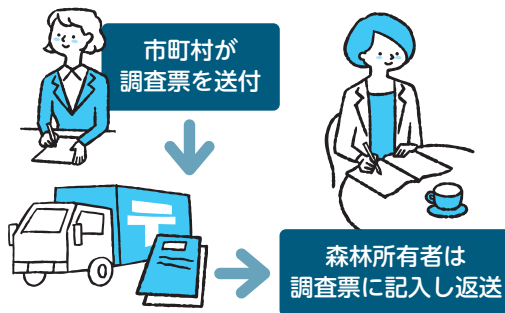 市町村が
調査票を送付
森林所有者は
調査票に記入し返送